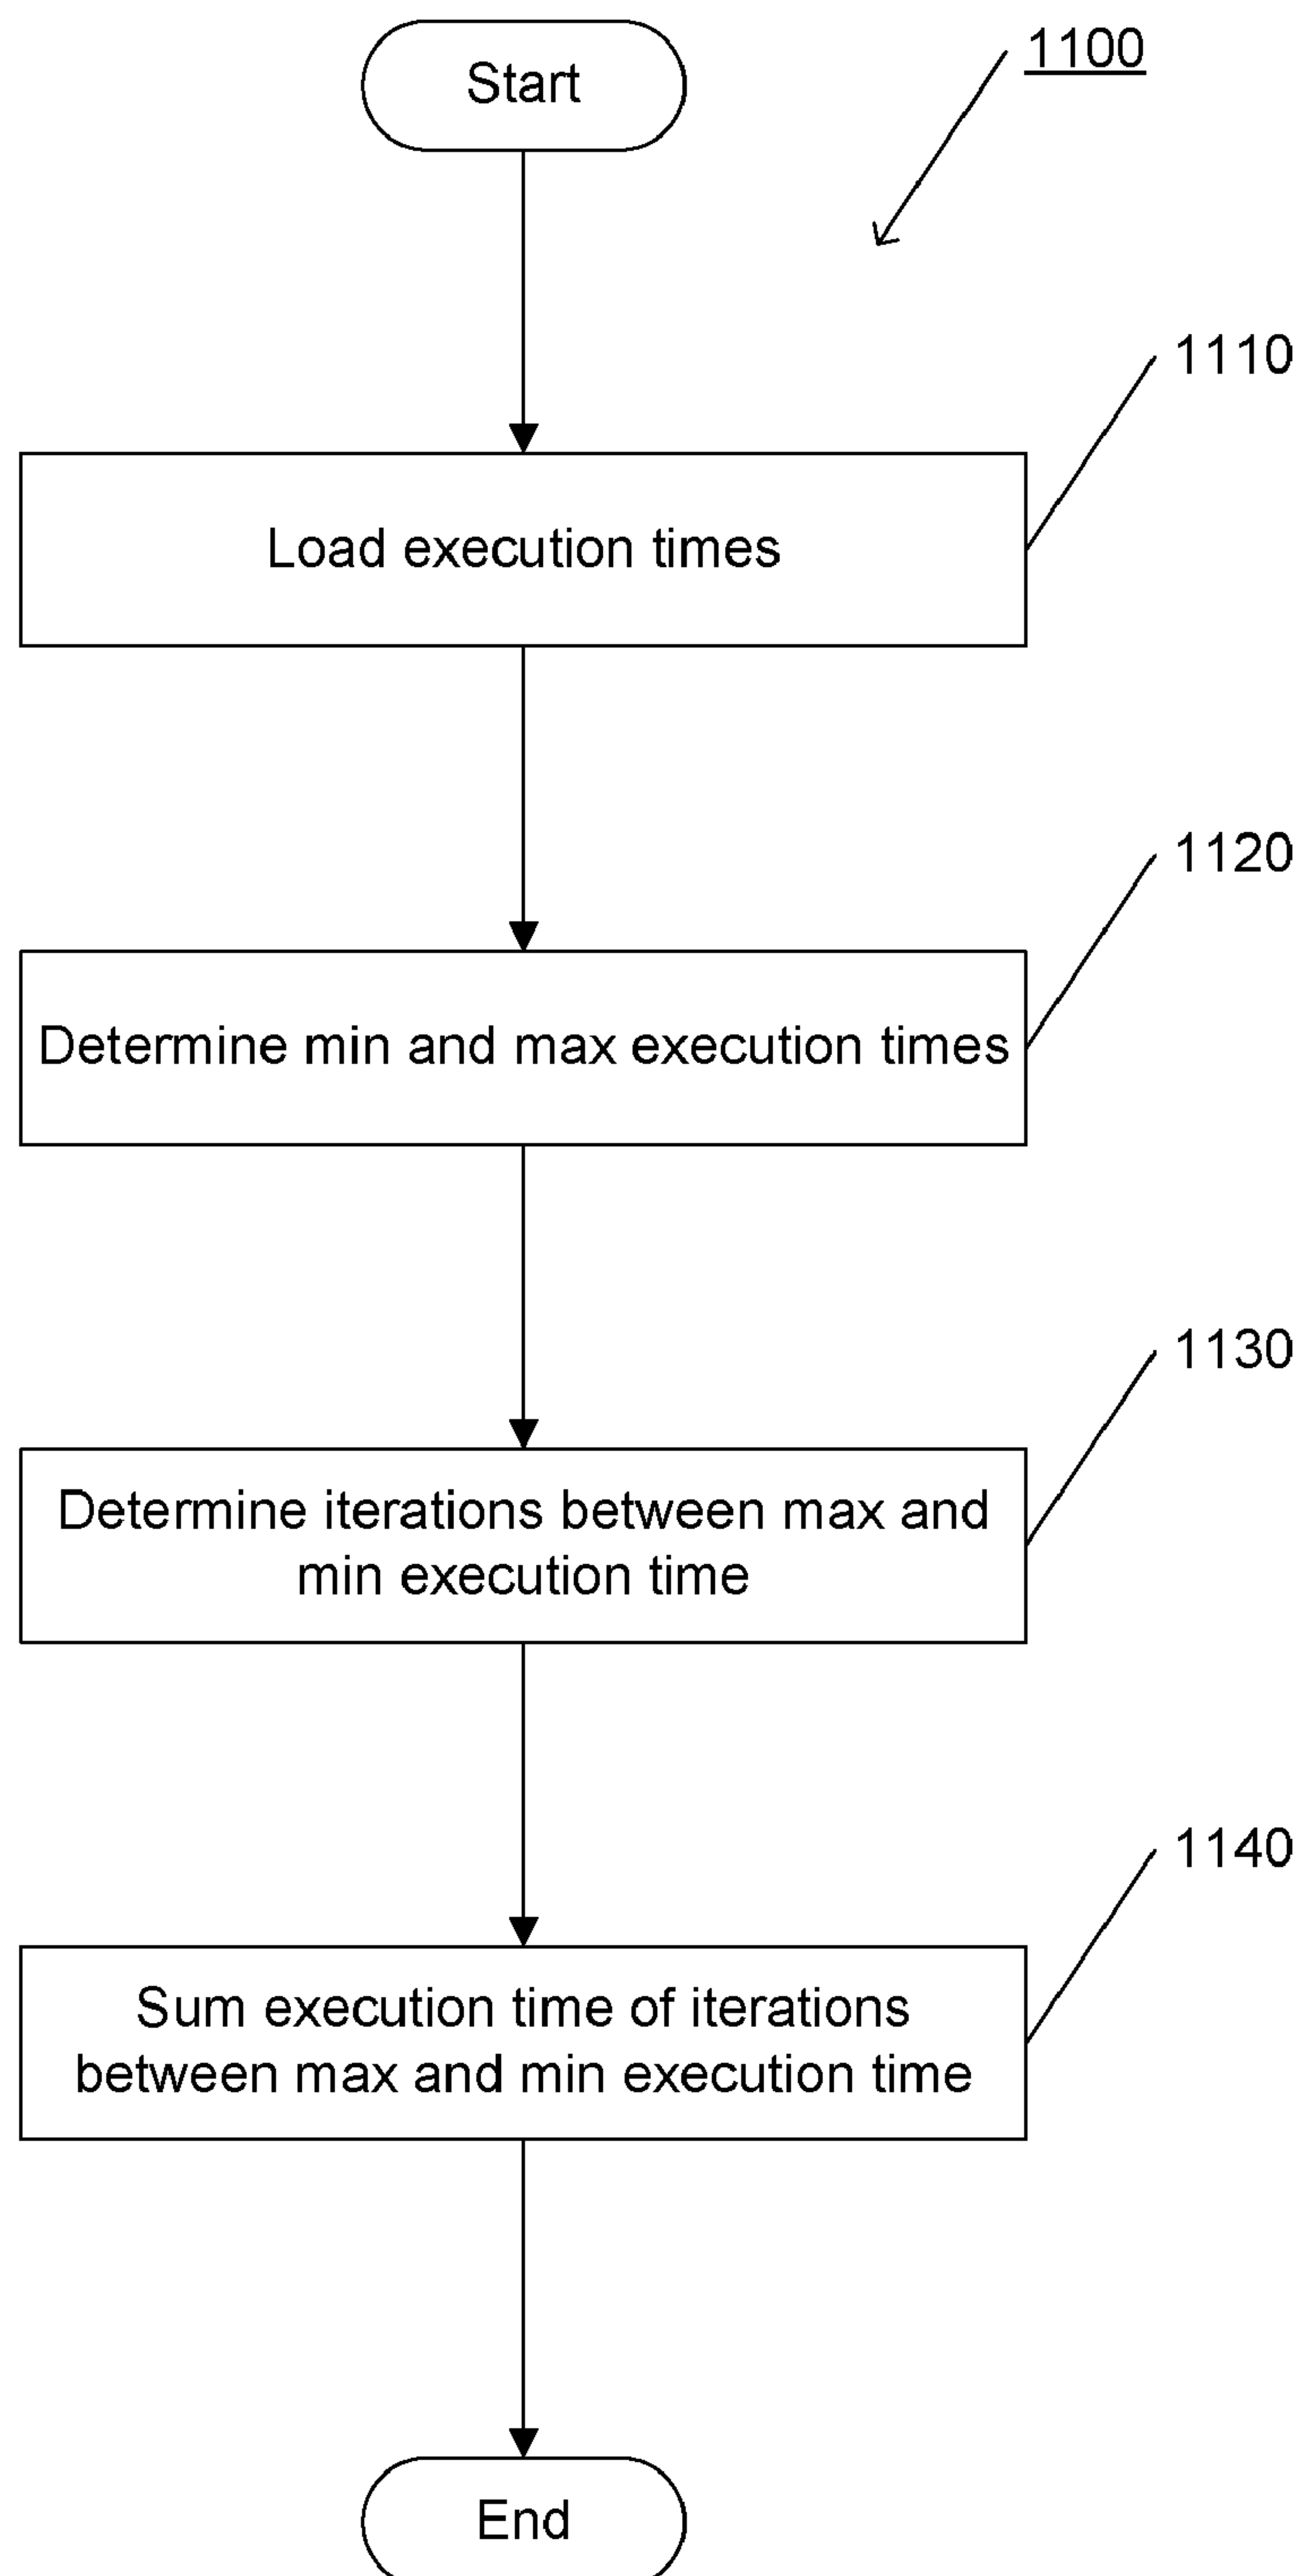 Start
1100
1110
Load execution times
1120
Determine min and max execution times
1130
Determine iterations between max and
min execution time
1140
Sum execution time of iterations
between max and min execution time
End